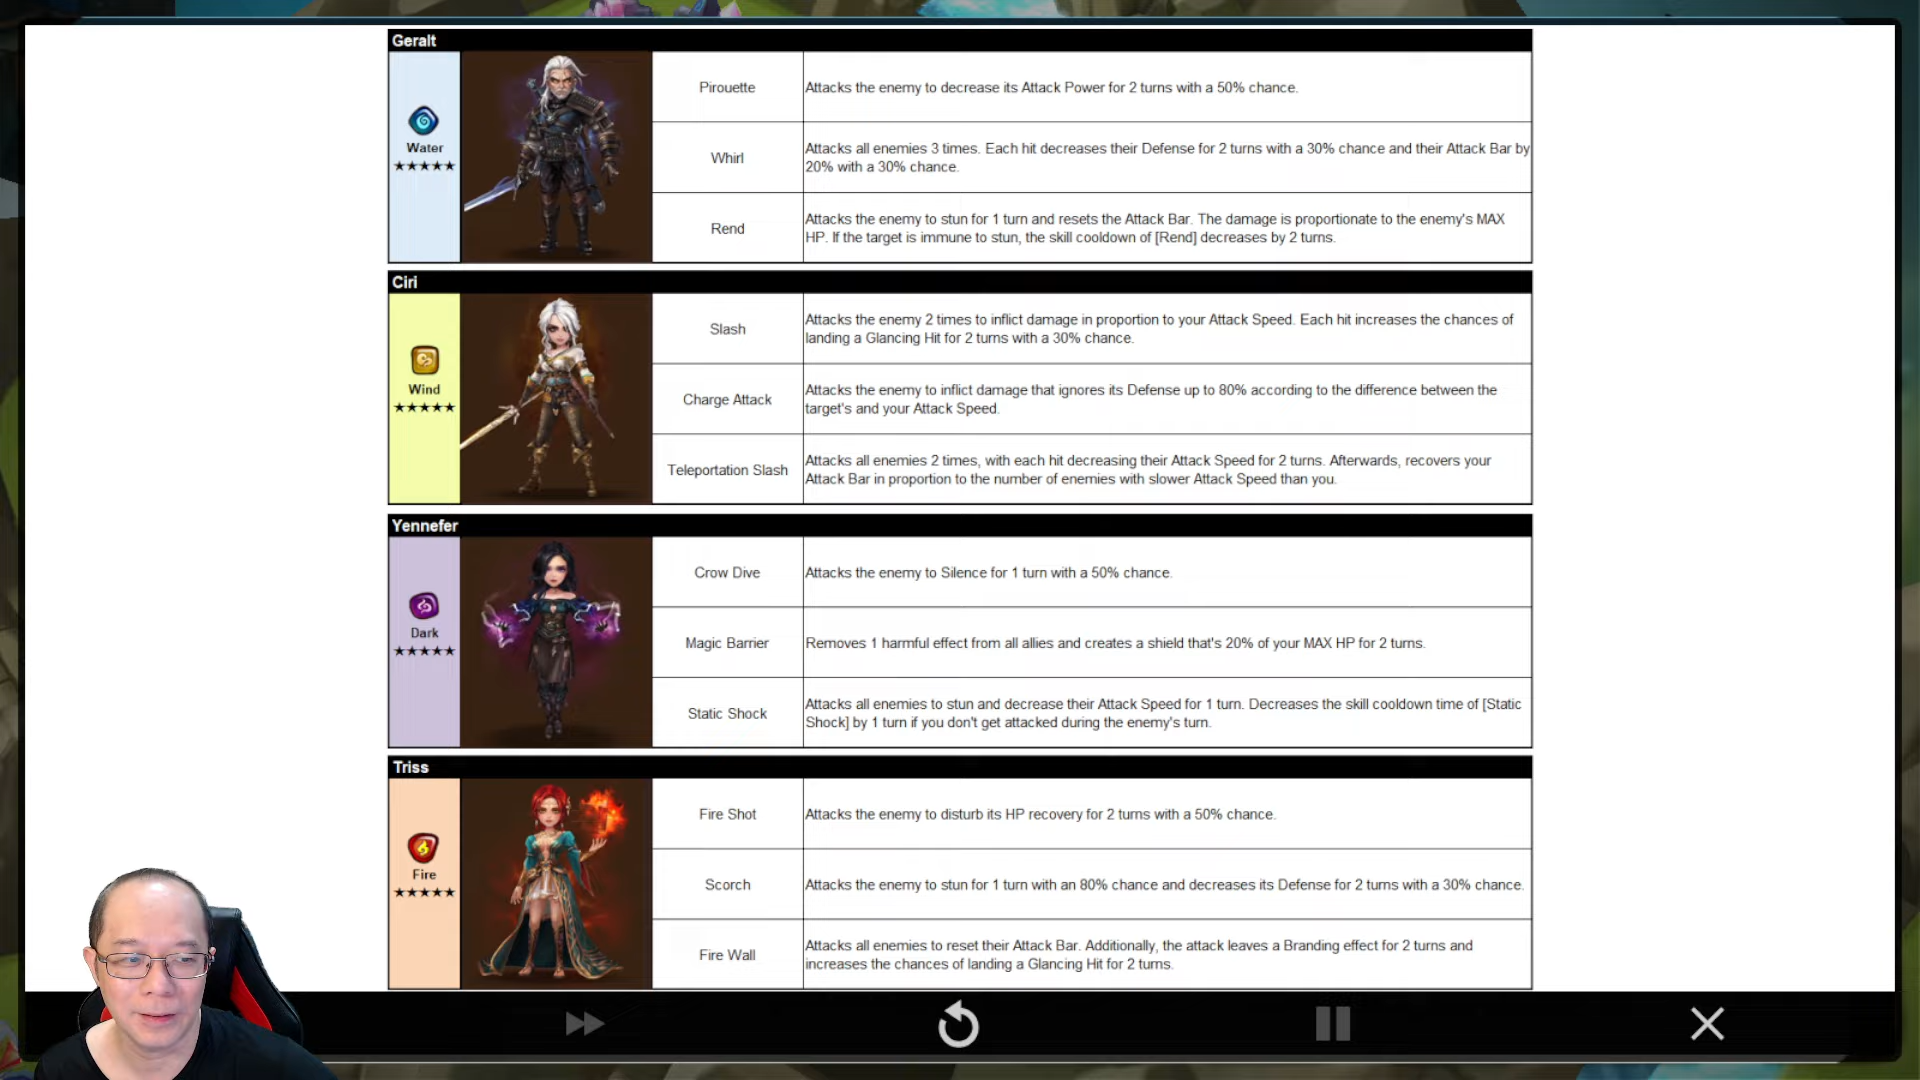 Geralt
Water
★★★★★
Pirouette
Attacks the enemy to decrease its Attack Power for 2 turns with a 50% chance.
Whirl
Attacks all enemies 3 times. Each hit decreases their Defense for 2 turns with a 30% chance and their Attack Bar by
20% with a 30% chance.
Rend
Attacks the enemy to stun for 1 turn and resets the Attack Bar. The damage is proportionate to the enemy's MAX
HP. If the target is immune to stun, the skill cooldown of [Rend] decreases by 2 turns.
Ciri
Wind
★★★★★
Slash
Attacks the enemy 2 times to inflict damage in proportion to your Attack Speed. Each hit increases the chances of
landing a Glancing Hit for 2 turns with a 30% chance.
Charge Attack
Attacks the enemy to inflict damage that ignores its Defense up to 80% according to the difference between the
target's and your Attack Speed.
Teleportation Slash
Attacks all enemies 2 times, with each hit decreasing their Attack Speed for 2 turns. Afterwards, recovers your
Attack Bar in proportion to the number of enemies with slower Attack Speed than you.
Yennefer
Dark
★★★★★
Crow Dive
Attacks the enemy to Silence for 1 turn with a 50% chance.
Magic Barrier
Removes 1 harmful effect from all allies and creates a shield that's 20% of your MAX HP for 2 turns.
Static Shock
Attacks all enemies to stun and decrease their Attack Speed for 1 turn. Decreases the skill cooldown time of [Static
Shock] by 1 turn if you don't get attacked during the enemy's turn.
Triss
Fire
★★★★★
Fire Shot
Attacks the enemy to disturb its HP recovery for 2 turns with a 50% chance.
Scorch
Attacks the enemy to stun for 1 turn with an 80% chance and decreases its Defense for 2 turns with a 30% chance.
Fire Wall
Attacks all enemies to reset their Attack Bar. Additionally, the attack leaves a Branding effect for 2 turns and
increases the chances of landing a Glancing Hit for 2 turns.